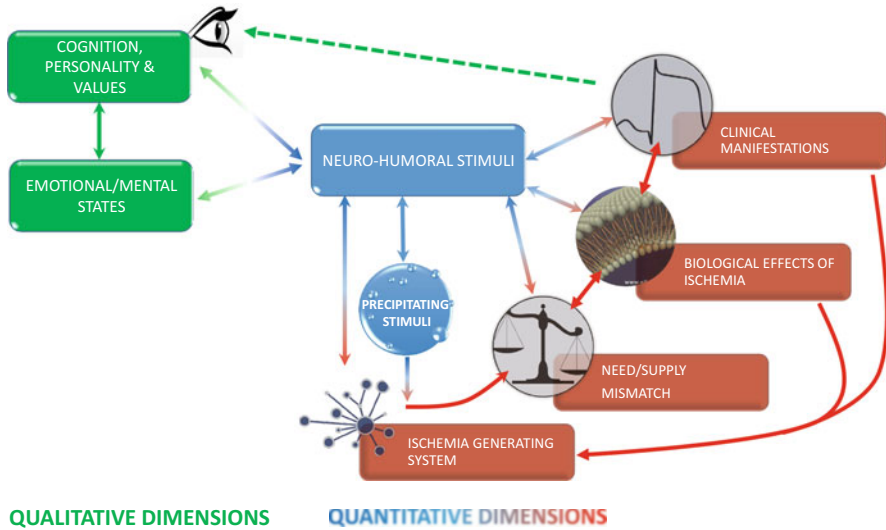 COGNITION,
PERSONALITY &
VALUES
EMOTIONAL/MENTAL
STATES
NEURO-HUMORAL STIMULI
PRECIPITATING
STIMULI
CLINICAL
MANIFESTATIONS
BIOLOGICAL EFFECTS OF
ISCHEMIA
NEED/SUPPLY
MISMATCH
ISCHEMIA GENERATING
SYSTEM
QUALITATIVE DIMENSIONS
QUANTITATIVE DIMENSIONS